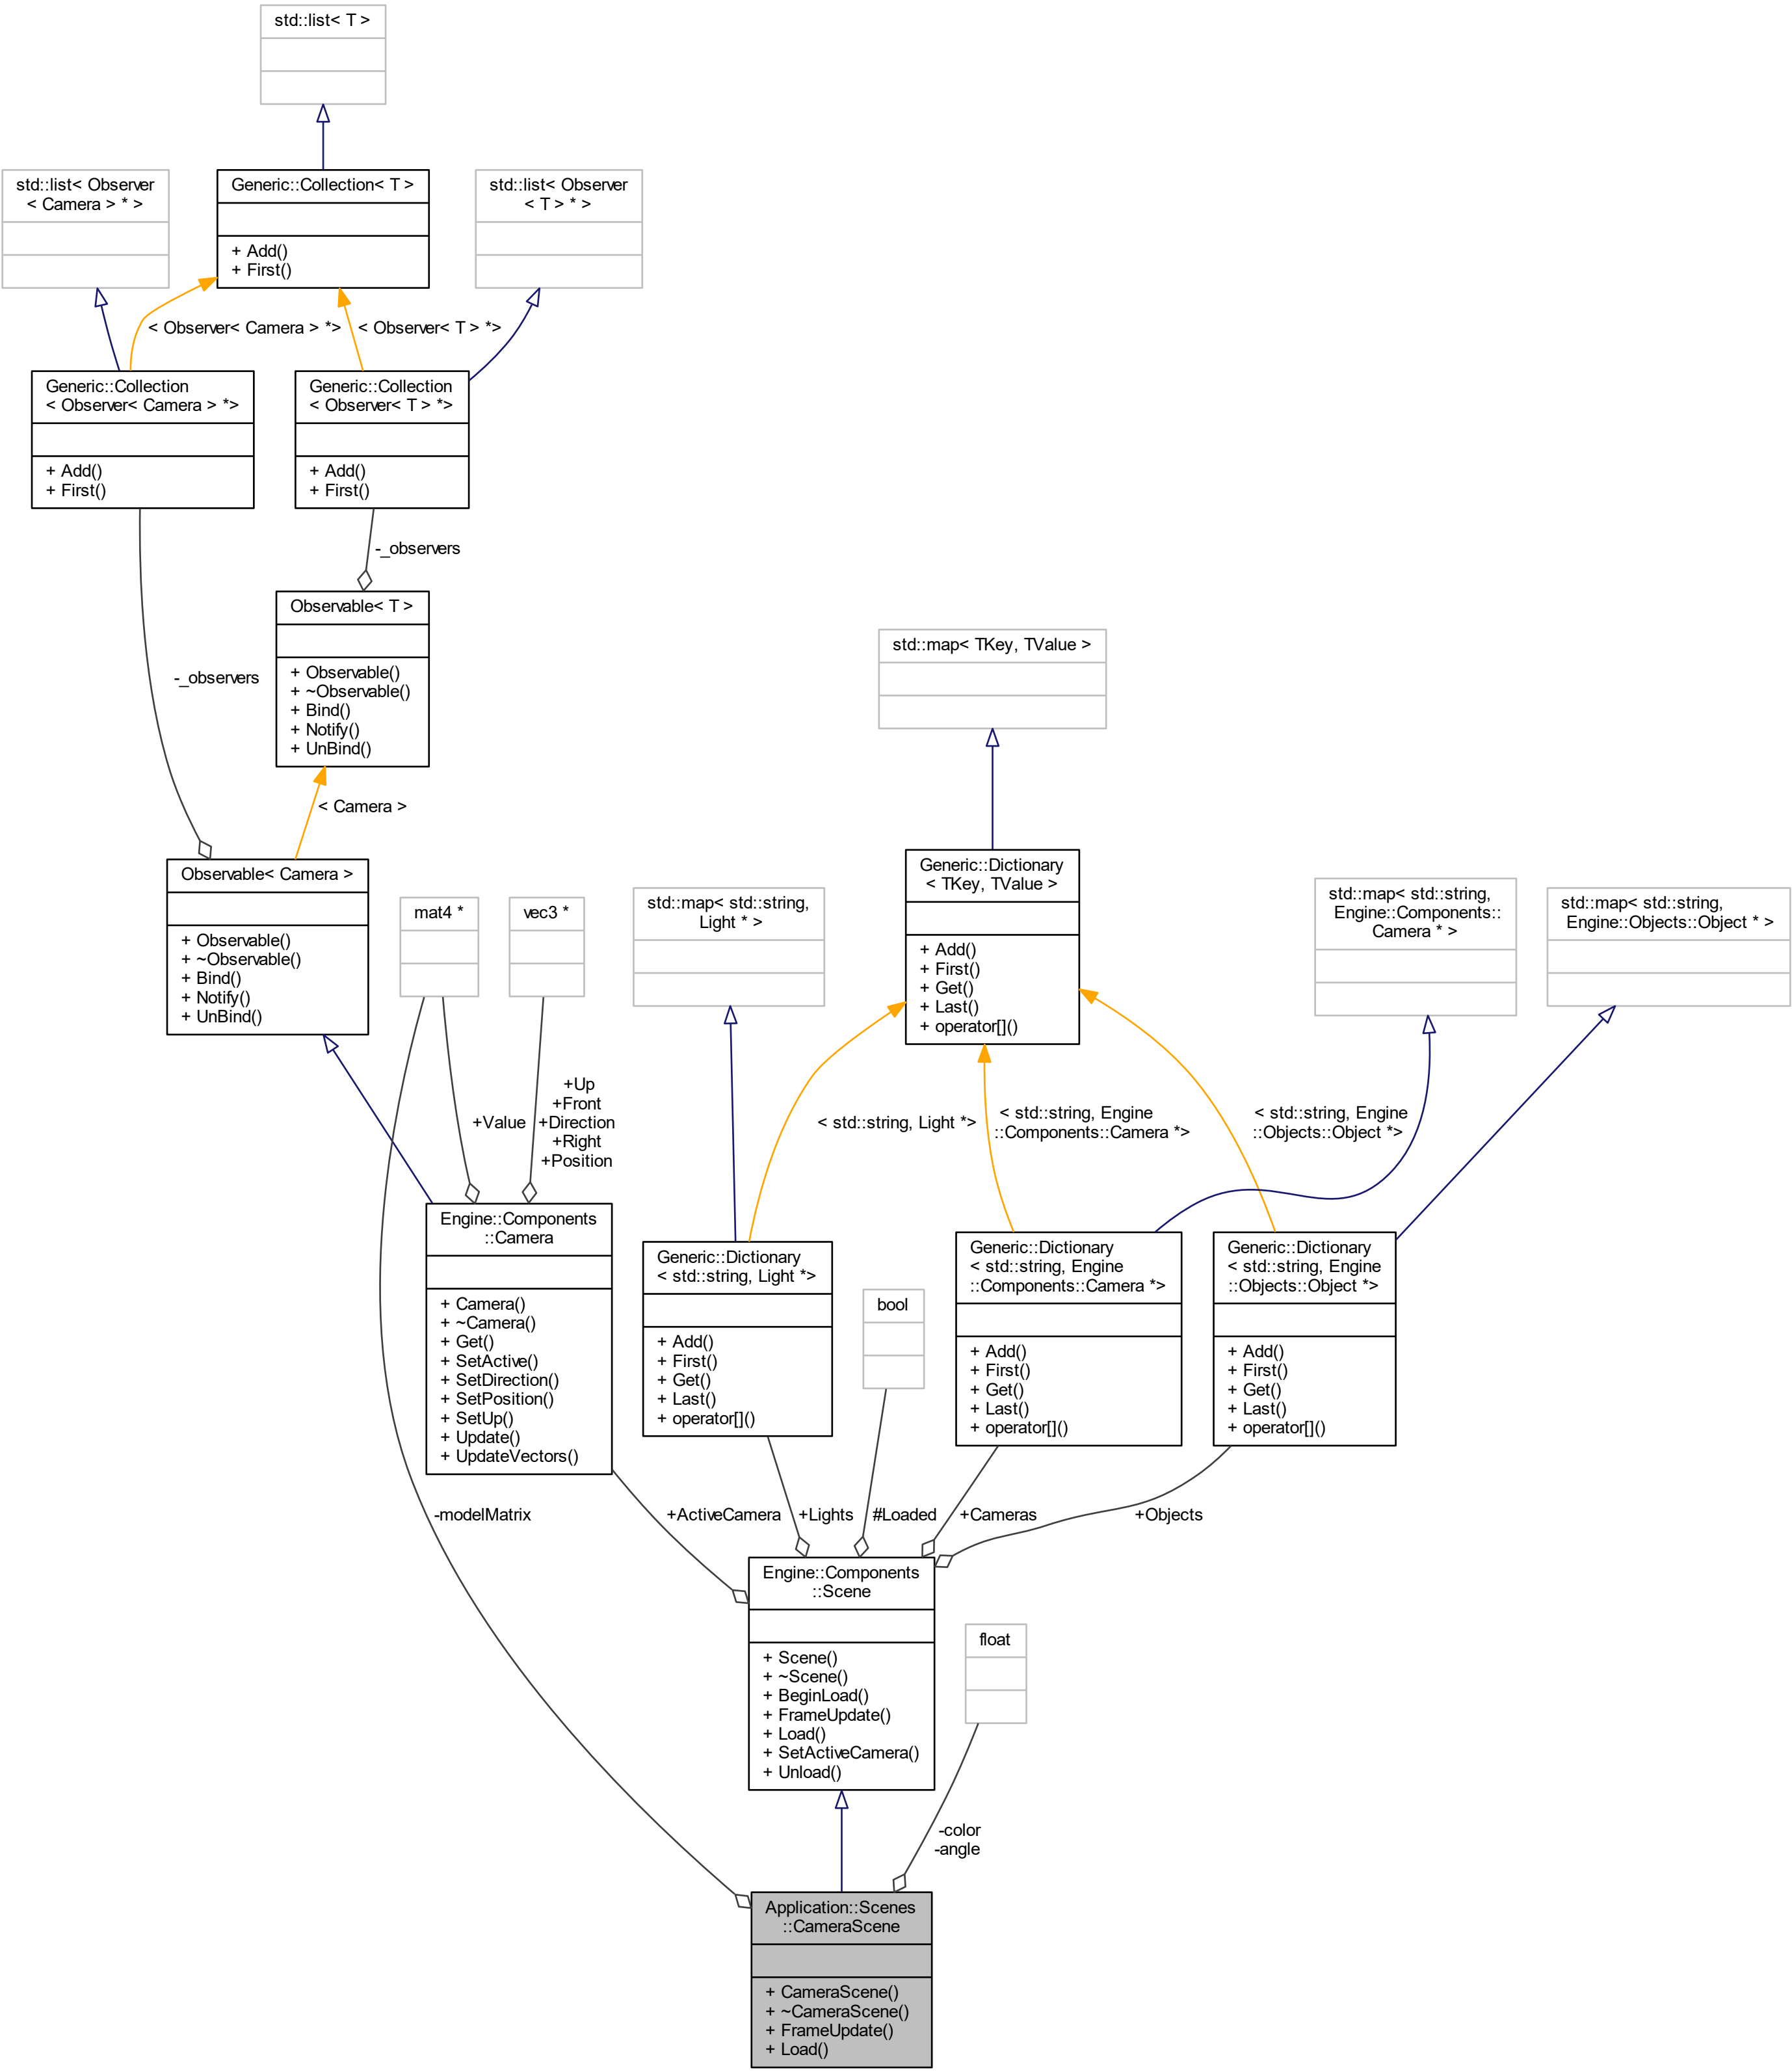 std::list< T >
std::list< Observer
< Camera > * >
Generic::Collection< T >
+ Add()
+ First()
std::list< Observer
< T > * >
< Observer< Camera > *>
< Observer< T > *>
Generic::Collection
< Observer< Camera > *>
+ Add()
+ First()
Generic::Collection
< Observer< T > *>
+ Add()
+ First()
-_observers
Observable< T >
+ Observable()
+ ~Observable()
+ Bind()
+ Notify()
+ UnBind()
-_observers
std::map< TKey, TValue >
< Camera >
Observable< Camera >
+ Observable()
+ ~Observable()
+ Bind()
+ Notify()
+ UnBind()
mat4 *
vec3 *
std::map< std::string,
Light * >
Generic::Dictionary
< TKey, TValue >
+ Add()
+ First()
+ Get()
+ Last()
+ operator[]()
std::map< std::string,
Engine::Components::
Camera * >
std::map< std::string,
Engine::Objects::Object * >
+Value
+Up
+Front
+Direction
+Right
+Position
< std::string, Light *>
< std::string, Engine
::Components::Camera *>
< std::string, Engine
::Objects::Object *>
Engine::Components
::Camera
+ Camera()
+ ~Camera()
+ Get()
+ SetActive()
+ SetDirection()
+ SetPosition()
+ SetUp()
+ Update()
+ UpdateVectors()
Generic::Dictionary
< std::string, Light *>
+ Add()
+ First()
+ Get()
+ Last()
+ operator[]()
bool
Generic::Dictionary
< std::string, Engine
::Components::Camera *>
+ Add()
+ First()
+ Get()
+ Last()
+ operator[]()
Generic::Dictionary
< std::string, Engine
::Objects::Object *>
+ Add()
+ First()
+ Get()
+ Last()
+ operator[]()
-modelMatrix
+ActiveCamera
+Lights
#Loaded
+Cameras
+Objects
Engine::Components
::Scene
+ Scene()
+ ~Scene()
+ BeginLoad()
+ FrameUpdate()
+ Load()
+ SetActiveCamera()
+ Unload()
float
-color
-angle
Application::Scenes
::CameraScene
+ CameraScene()
+ ~CameraScene()
+ FrameUpdate()
+ Load()